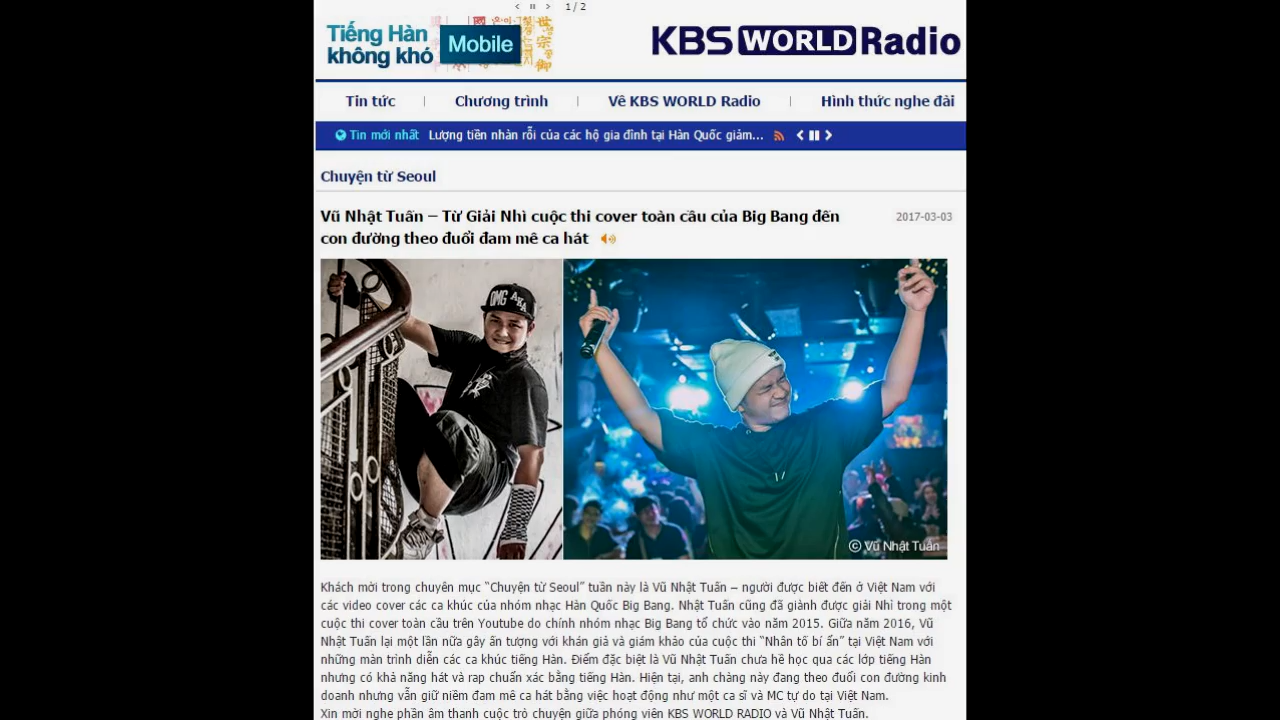 < II > 1 / 2
Tiếng Hàn
không khó
Mobile
KBS WORLD Radio
Tin tức | Chương trình | Về KBS WORLD Radio | Hình thức nghe đài
Tin mới nhất Lượng tiền nhàn rỗi của các hộ gia đình tại Hàn Quốc giảm...
Chuyện từ Seoul
Vũ Nhật Tuấn – Từ Giải Nhì cuộc thi cover toàn cầu của Big Bang đến
2017-03-03
con đường theo đuổi đam mê ca hát
OMG AKA
© Vũ Nhật Tuấn
Khách mời trong chuyên mục “Chuyện từ Seoul” tuần này là Vũ Nhật Tuấn – người được biết đến ở Việt Nam với
các video cover các ca khúc của nhóm nhạc Hàn Quốc Big Bang. Nhật Tuấn cũng đã giành được giải Nhì trong một
cuộc thi cover toàn cầu trên Youtube do chính nhóm nhạc Big Bang tổ chức vào năm 2015. Giữa năm 2016, Vũ
Nhật Tuấn lại một lần nữa gây ấn tượng với khán giả và giám khảo của cuộc thi “Nhân tố bí ẩn” tại Việt Nam với
những màn trình diễn các ca khúc tiếng Hàn. Điểm đặc biệt là Vũ Nhật Tuấn chưa hề học qua các lớp tiếng Hàn
nhưng có khả năng hát và rap chuẩn xác bằng tiếng Hàn. Hiện tại, anh chàng này đang theo đuổi con đường kinh
doanh nhưng vẫn giữ niềm đam mê ca hát bằng việc hoạt động như một ca sĩ và MC tự do tại Việt Nam.
Xin mời nghe phần âm thanh cuộc trò chuyện giữa phóng viên KBS WORLD RADIO và Vũ Nhật Tuấn.